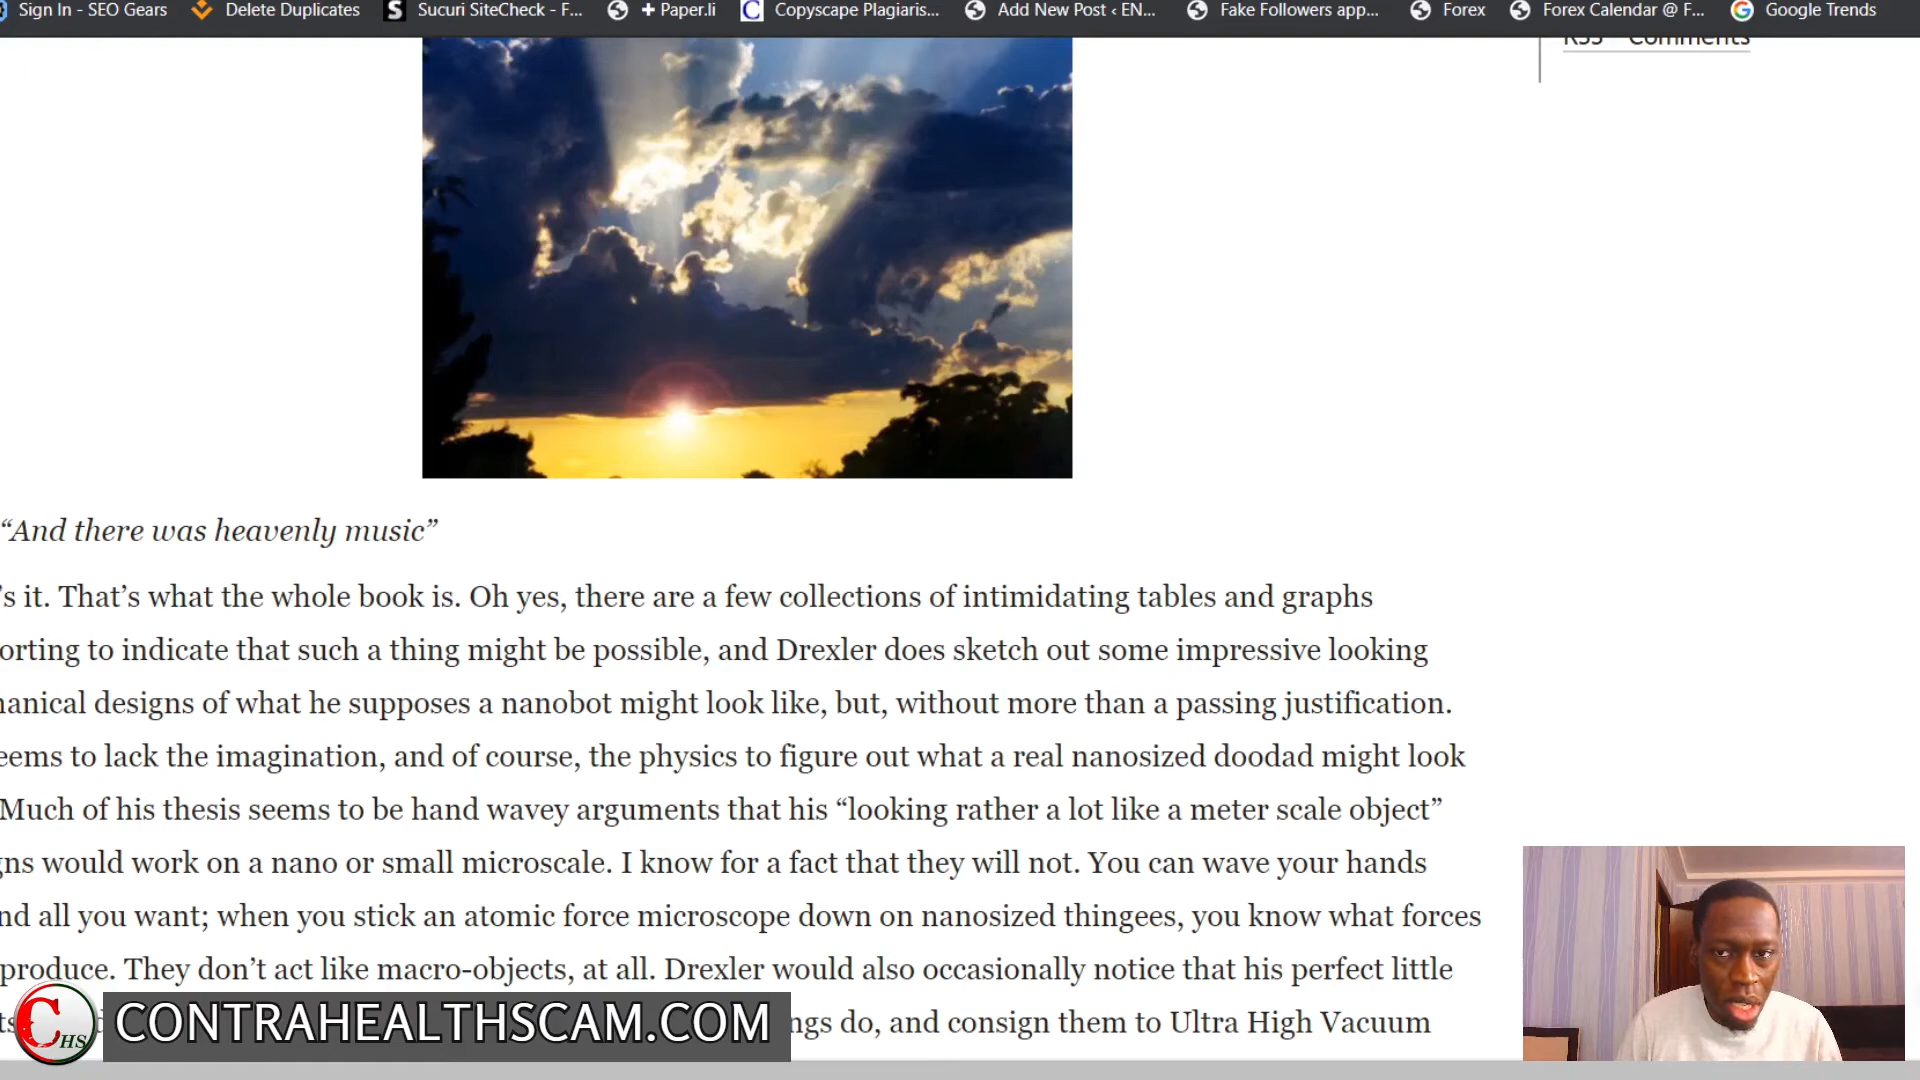 Sign In - SEO Gears Delete Duplicates S Sucuri SiteCheck - F... + Paper.li C Copyscape Plagiaris... Add New Post ‹ EN... Fake Followers app... Forex Forex Calendar @ F... G Google Trends
RSS - Comments
“And there was heavenly music”
’s it. That’s what the whole book is. Oh yes, there are a few collections of intimidating tables and graphs
orting to indicate that such a thing might be possible, and Drexler does sketch out some impressive looking
hanical designs of what he supposes a nanobot might look like, but, without more than a passing justification.
eems to lack the imagination, and of course, the physics to figure out what a real nanosized doodad might look
Much of his thesis seems to be hand wavey arguments that his “looking rather a lot like a meter scale object”
gns would work on a nano or small microscale. I know for a fact that they will not. You can wave your hands
nd all you want; when you stick an atomic force microscope down on nanosized thingees, you know what forces
produce. They don’t act like macro-objects, at all. Drexler would also occasionally notice that his perfect little
ngs do, and consign them to Ultra High Vacuum
CHS CONTRAHEALTHSCAM.COM